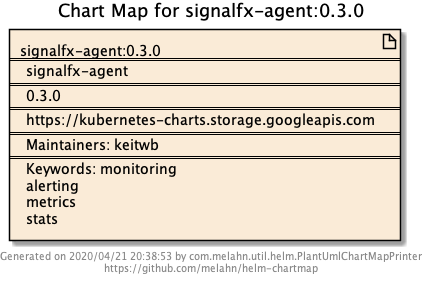 Chart Map for signalfx-agent:0.3.0
signalfx-agent:0.3.0
signalfx-agent
0.3.0
https://kubernetes-charts.storage.googleapis.com
Maintainers: keitwb
Keywords: monitoring
alerting
metrics
stats
Generated on 2020/04/21 20:38:53 by com.melahn.util.helm.PlantUmlChartMapPrinter
https://github.com/melahn/helm-chartmap